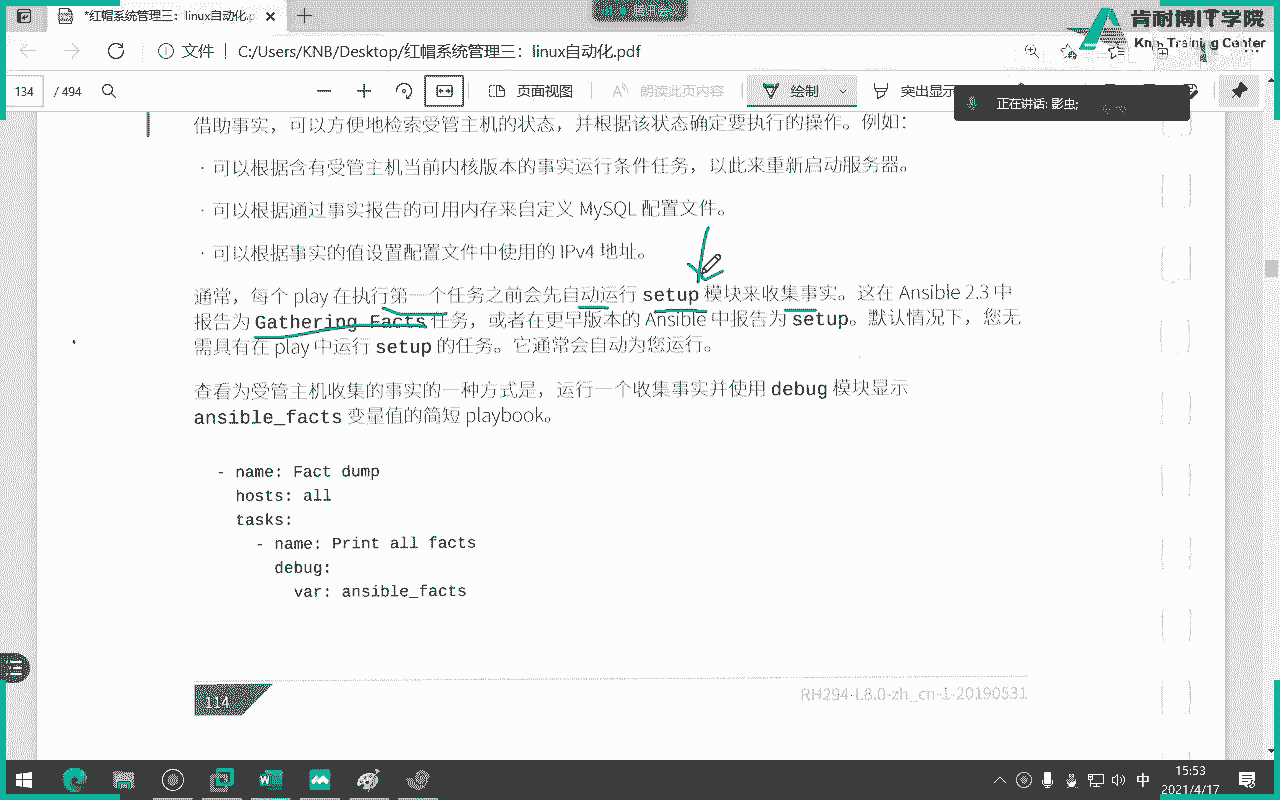 *红帽系统管理三：linux自动化.p
肯耐博IT学院
Training Center
文件 | C:/Users/KNB/Desktop/红帽系统管理三：linux自动化.pdf
134 / 494
页面视图
朗读此页内容
绘制
突出显示
正在讲话: 影虫;
借助事实，可以方便地检索受管主机的状态，并根据该状态确定要执行的操作。例如：
· 可以根据含有受管主机当前内核版本的事实运行条件任务，以此来重新启动服务器。
· 可以根据通过事实报告的可用内存来自定义 MySQL 配置文件。
· 可以根据事实的值设置配置文件中使用的 IPv4 地址。
通常，每个 play 在执行第一个任务之前会先自动运行 setup 模块来收集事实。这在 Ansible 2.3 中
报告为 Gathering Facts 任务，或者在更早版本的 Ansible 中报告为 setup。默认情况下，您无
需具有在 play 中运行 setup 的任务。它通常会自动为您运行。
查看为受管主机收集的事实的一种方式是，运行一个收集事实并使用 debug 模块显示
ansible_facts 变量值的简短 playbook。
- name: Fact dump
hosts: all
tasks:
- name: Print all facts
debug:
var: ansible_facts
114
RH294-L8.0-zh_cn-1-20190531
中
15:53
2021/4/17